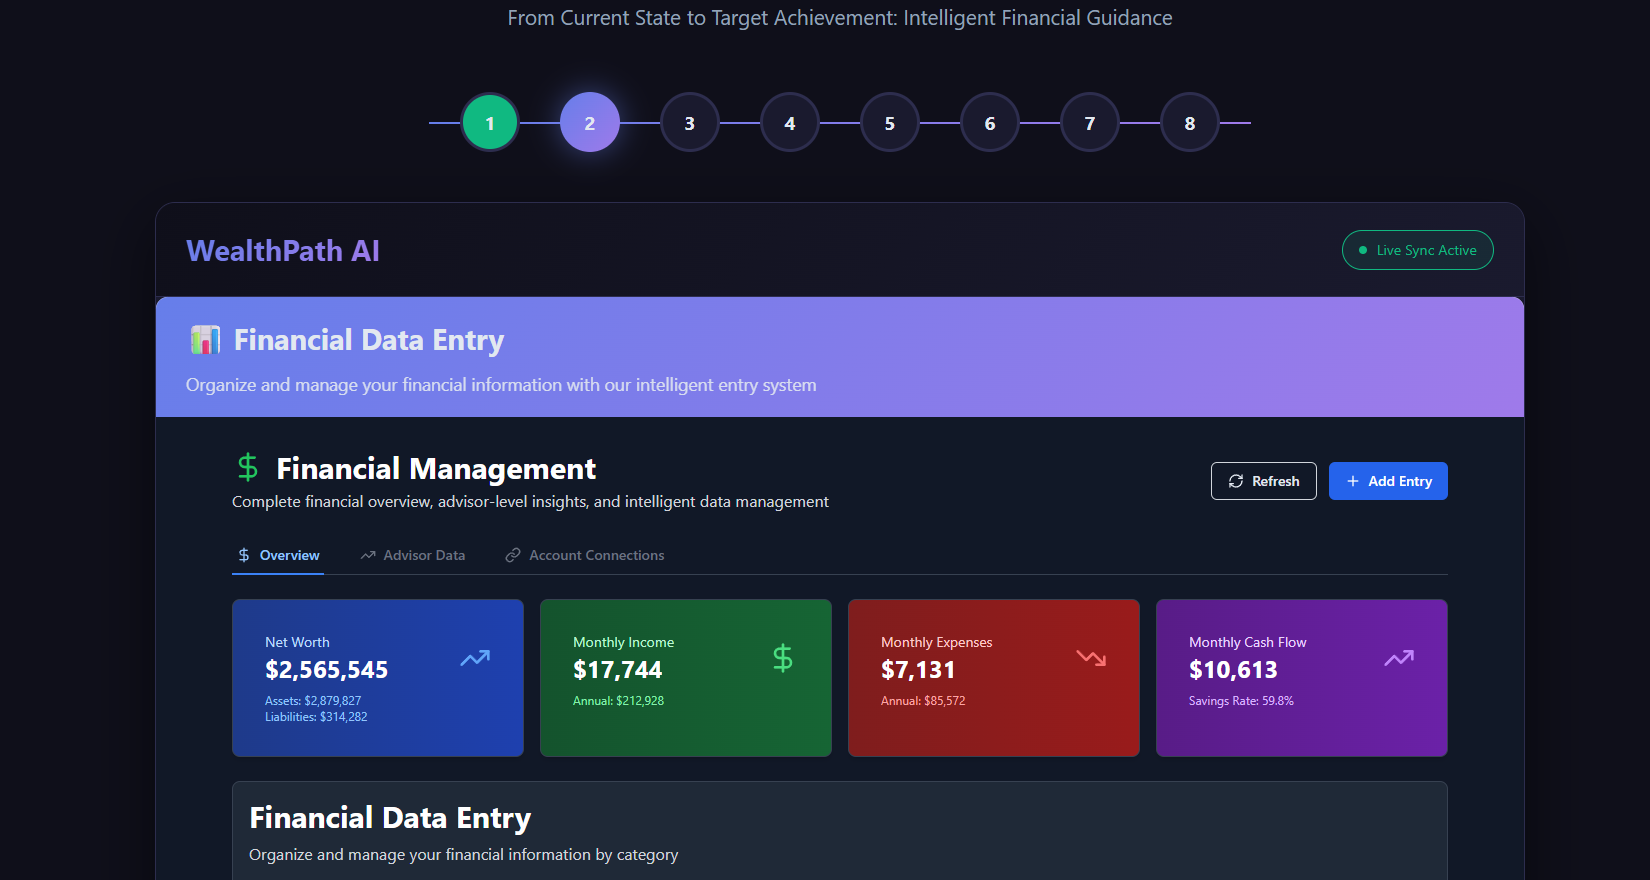 From Current State to Target Achievement: Intelligent Financial Guidance
1 2 3 4 5 6 7 8
WealthPath AI
Live Sync Active
Financial Data Entry
Organize and manage your financial information with our intelligent entry system
Financial Management
Complete financial overview, advisor-level insights, and intelligent data management
Refresh
Add Entry
Overview
Advisor Data
Account Connections
Net Worth
$2,565,545
Assets: $2,879,827
Liabilities: $314,282
Monthly Income
$17,744
Annual: $212,928
Monthly Expenses
$7,131
Annual: $85,572
Monthly Cash Flow
$10,613
Savings Rate: 59.8%
Financial Data Entry
Organize and manage your financial information by category